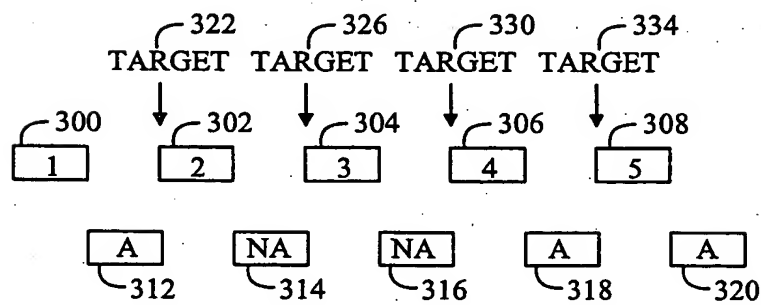 322 326 330 334
TARGET TARGET TARGET TARGET
300 302 304 306 308
1 2 3 4 5
A NA NA A A
312 314 316 318 320